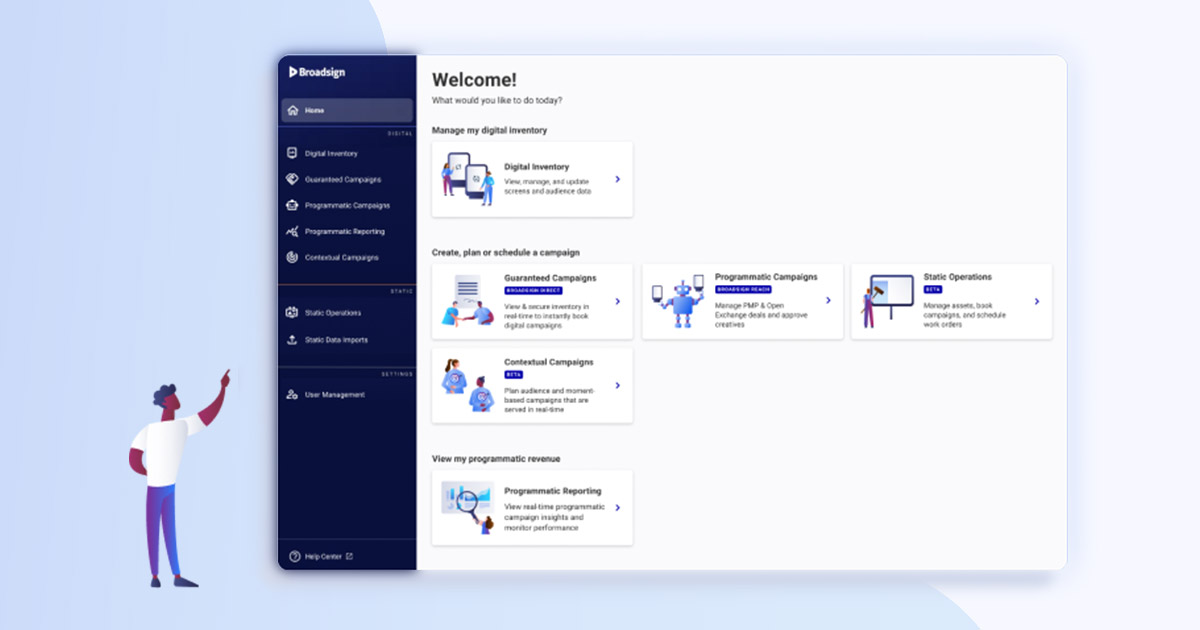 Broadsign
Home
DIGITAL
Digital Inventory
Guaranteed Campaigns
Programmatic Campaigns
Programmatic Reporting
Contextual Campaigns
STATIC
Static Operations
Static Data Imports
SETTINGS
User Management
Help Center
Welcome!
What would you like to do today?
Manage my digital inventory
Digital Inventory
View, manage, and update
screens and audience data
Create, plan or schedule a campaign
Guaranteed Campaigns
BROADSIGN DIRECT
View & secure inventory in
real-time to instantly book
digital campaigns
Programmatic Campaigns
BROADSIGN REACH
Manage PMP & Open
Exchange deals and approve
creatives
Static Operations
BETA
Manage assets, book
campaigns, and schedule
work orders
Contextual Campaigns
BETA
Plan audience and moment-
based campaigns that are
served in real-time
View my programmatic revenue
Programmatic Reporting
View real-time programmatic
campaign insights and
monitor performance